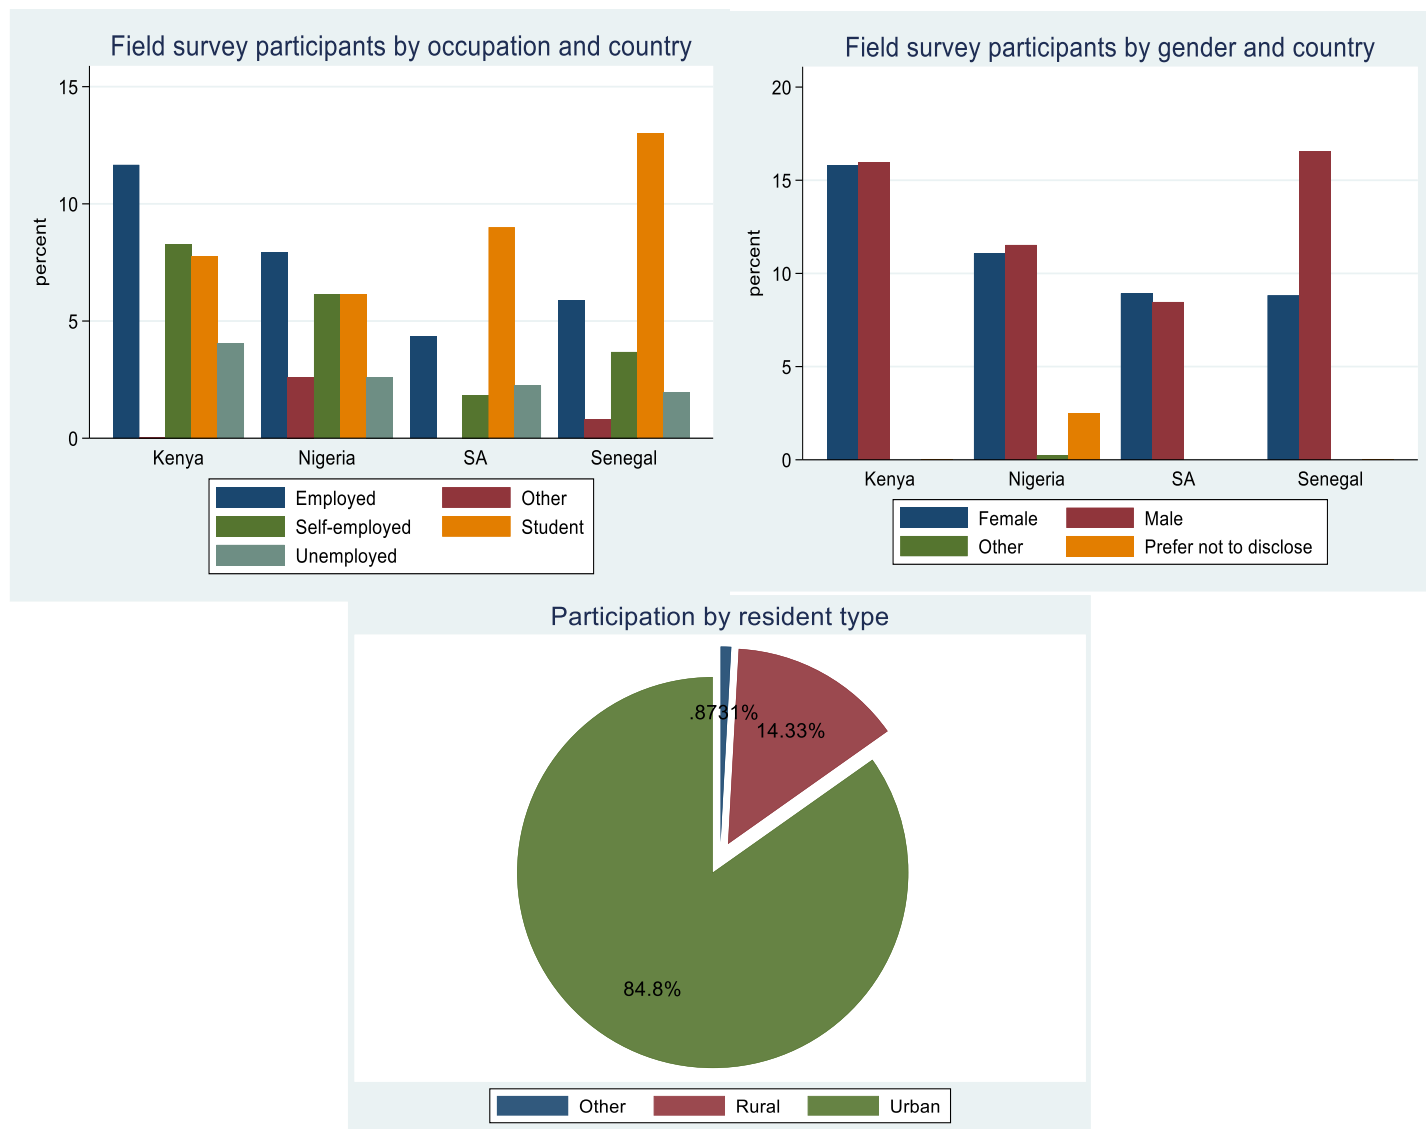 Field survey participants by occupation and country
15
10
5
0
percent
Kenya Nigeria SA Senegal
Employed Other
Self-employed Student
Unemployed
Field survey participants by gender and country
20
15
10
5
0
percent
Kenya Nigeria SA Senegal
Female Male
Other Prefer not to disclose
Participation by resident type
.8731%
14.33%
84.8%
Other Rural Urban